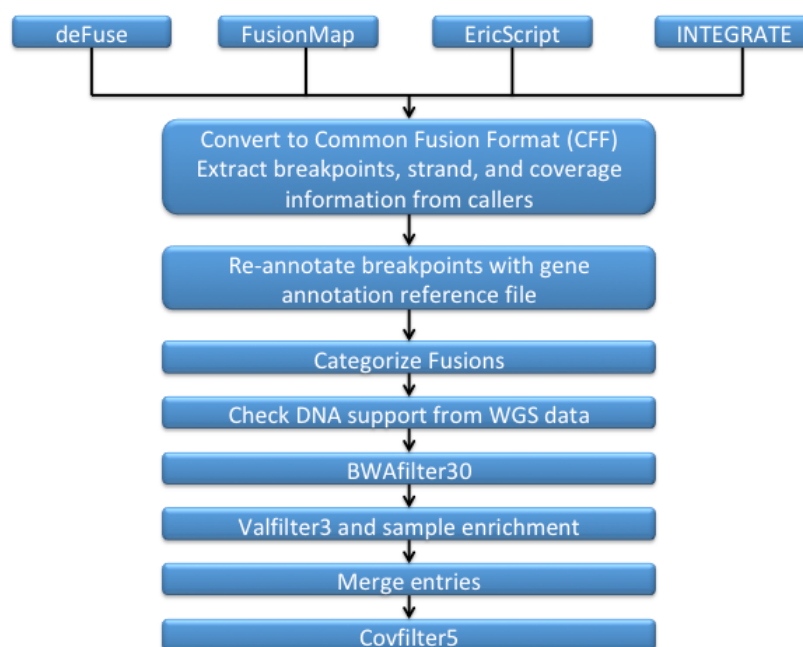 deFuse
FusionMap
EricScript
INTEGRATE
Convert to Common Fusion Format (CFF)
Extract breakpoints, strand, and coverage
information from callers
Re-annotate breakpoints with gene
annotation reference file
Categorize Fusions
Check DNA support from WGS data
BWAfilter30
Valfilter3 and sample enrichment
Merge entries
Covfilter5